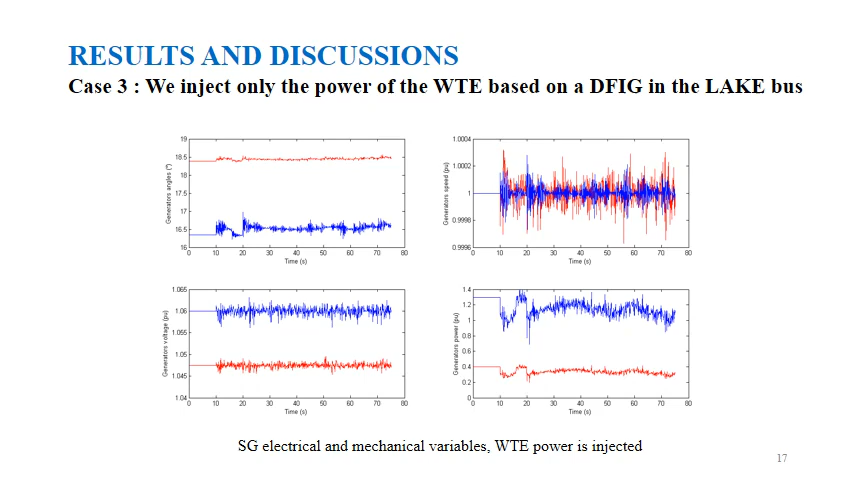 RESULTS AND DISCUSSIONS
Case 3 : We inject only the power of the WTE based on a DFIG in the LAKE bus
19
18.5
18
17.5
17
16.5
16
0 10 20 30 40 50 60 70 80
Time (s)
Generators angles (°)
1.0004
1.0002
1
0.9998
0.9996
0 10 20 30 40 50 60 70 80
Time (s)
Generators speed (pu)
1.065
1.06
1.055
1.05
1.045
1.04
0 10 20 30 40 50 60 70 80
Time (s)
Generators voltage (pu)
1.4
1.2
1
0.8
0.6
0.4
0.2
0
0 10 20 30 40 50 60 70 80
Time (s)
Generators power (pu)
SG electrical and mechanical variables, WTE power is injected
17